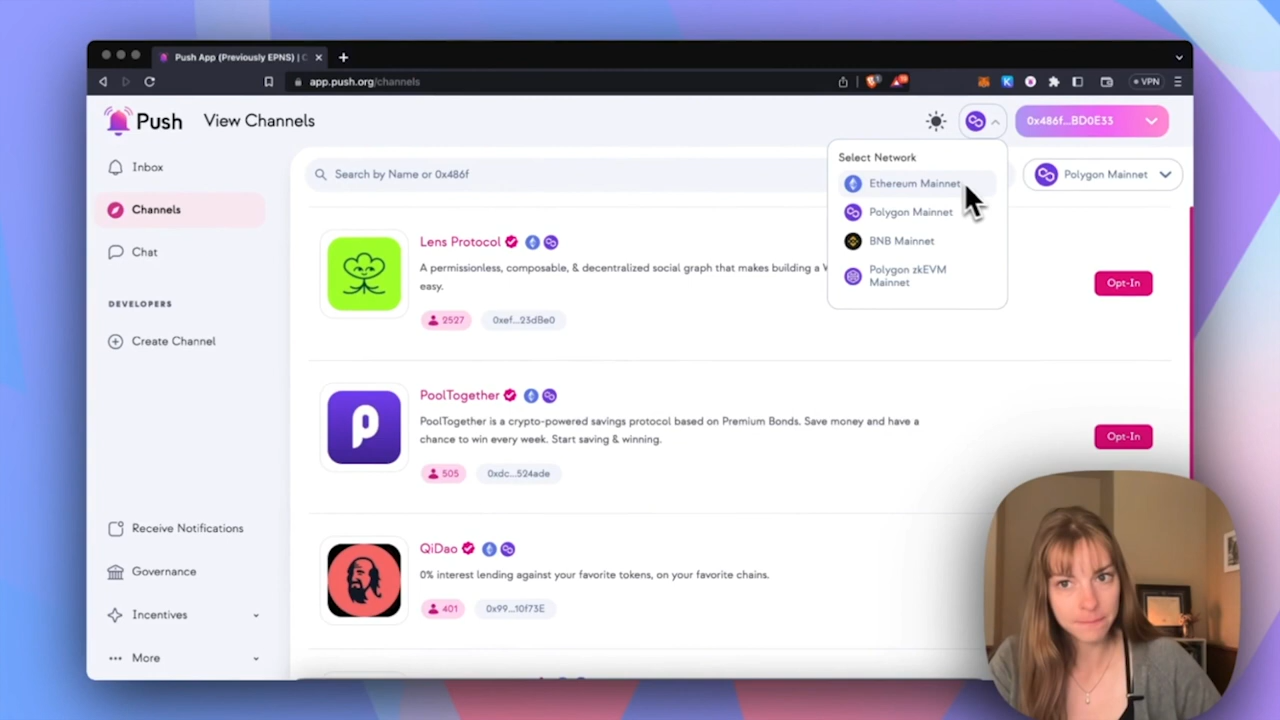 Push App (Previously EPNS) | C
app.push.org/channels
VPN
Push
View Channels
0x486f...BD0E33
Inbox
Channels
Chat
DEVELOPERS
Create Channel
Receive Notifications
Governance
Incentives
More
Search by Name or 0x486f
Select Network
Ethereum Mainnet
Polygon Mainnet
BNB Mainnet
Polygon zkEVM
Mainnet
Polygon Mainnet
Lens Protocol
A permissionless, composable, & decentralized social graph that makes building a
easy.
2527
0xef...23dBe0
Opt-In
PoolTogether
PoolTogether is a crypto-powered savings protocol based on Premium Bonds. Save money and have a
chance to win every week. Start saving & winning.
505
0xdc...524ade
Opt-In
QiDao
0% interest lending against your favorite tokens, on your favorite chains.
401
0x99...10f73E